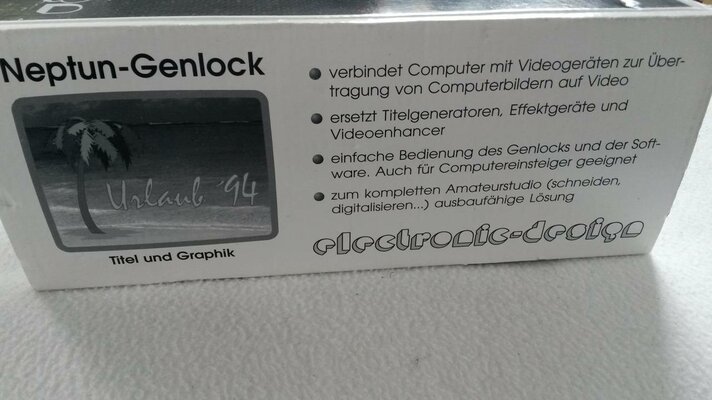 Neptun-Genlock
Urlaub '94
Titel und Graphik
verbindet Computer mit Videogeräten zur Über-
tragung von Computerbildern auf Video
ersetzt Titelgeneratoren, Effektgeräte und
Videoenhancer
einfache Bedienung des Genlocks und der Soft-
ware. Auch für Computereinsteiger geeignet
zum kompletten Amateurstudio (schneiden,
digitalisieren...) ausbaufähige Lösung
electronic-design